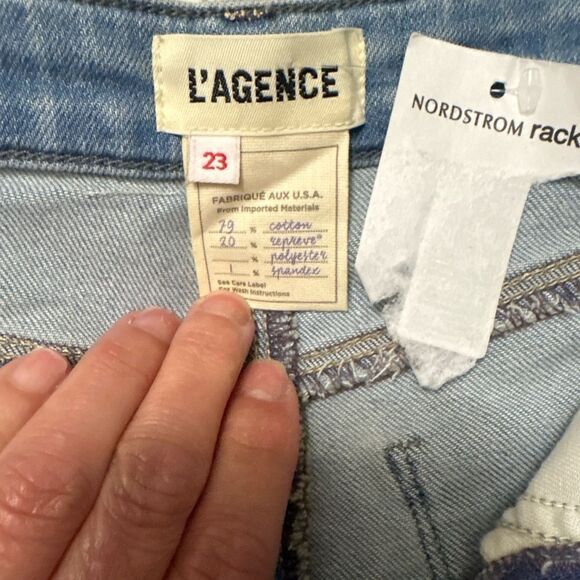 L'AGENCE
NORDSTROM rack
23
FABRIQUÉ AUX U.S.A.
From Imported Materials
79 % cotton
20 % repreve®
% polyester
1 % spandex
See Care Label
For Wash Instructions